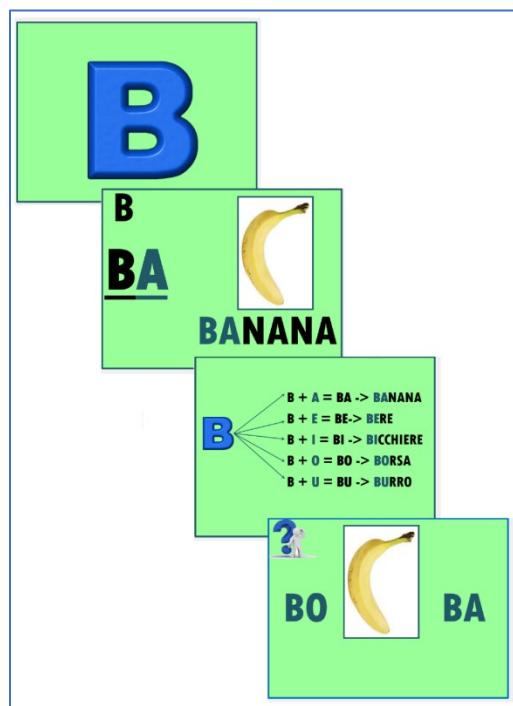 B
B
BA
BANANA
B
B + A = BA -> BANANA
B + E = BE-> BERE
B + I = BI -> BICCHIERE
B + O = BO -> BORSA
B + U = BU -> BURRO
?
BO
BA